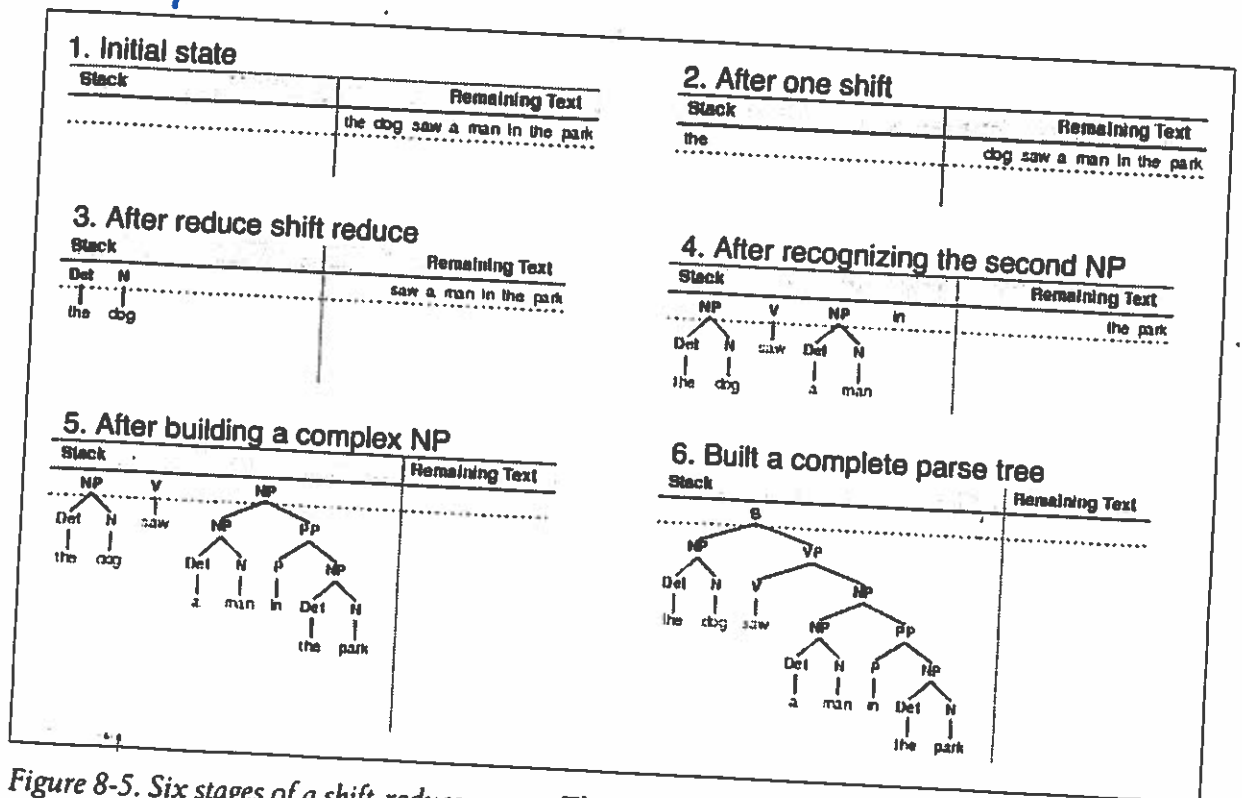 1. Initial state
Stack Remaining Text
the dog saw a man in the park
2. After one shift
Stack Remaining Text
the dog saw a man in the park
3. After reduce shift reduce
Stack Remaining Text
Det N saw a man in the park
the dog
4. After recognizing the second NP
Stack Remaining Text
NP V NP in the park
Det N saw Det N
the dog a man
5. After building a complex NP
Stack Remaining Text
NP V NP
Det N saw NP PP
the dog Det N P NP
a man in Det N
the park
6. Built a complete parse tree
Stack Remaining Text
S
NP VP
Det N V NP
the dog saw NP PP
Det N P NP
a man in Det N
the park
Figure 8-5. Six stages of a shift-reduce